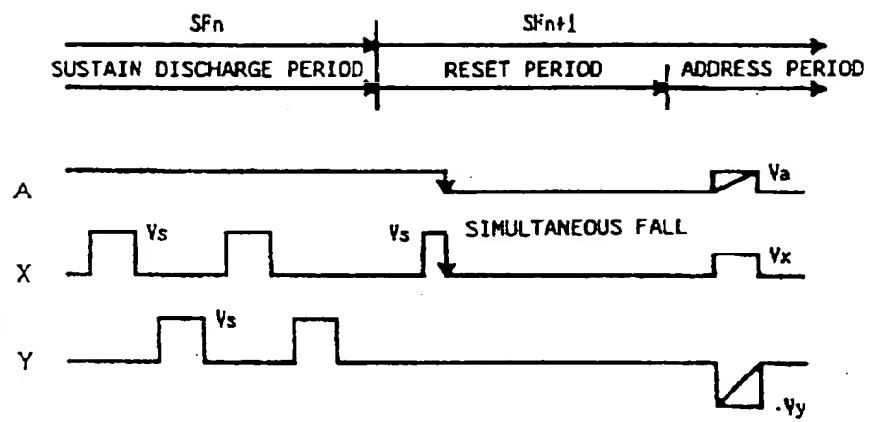 SFn SFn+1
SUSTAIN DISCHARGE PERIOD RESET PERIOD ADDRESS PERIOD
A Va
X Vs Vs SIMULTANEOUS FALL Vx
Y Vs -Vy